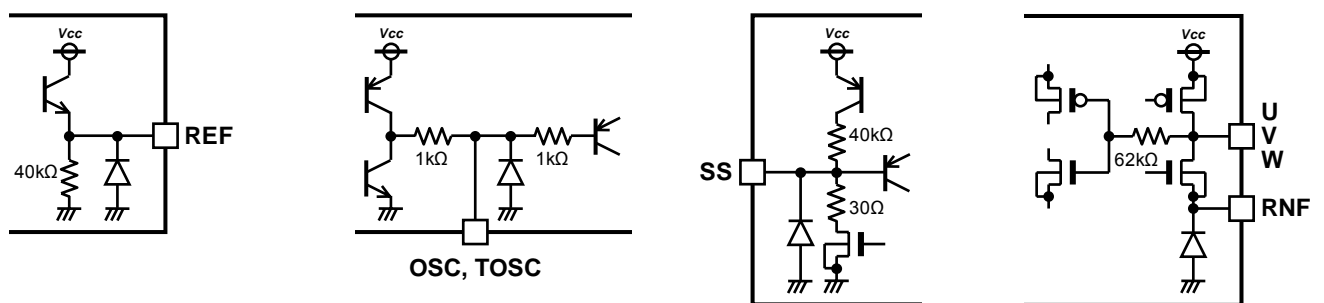 Vcc
REF
40kΩ
Vcc
1kΩ
1kΩ
OSC, TOSC
Vcc
40kΩ
SS
30Ω
Vcc
62kΩ
U
V
W
RNF